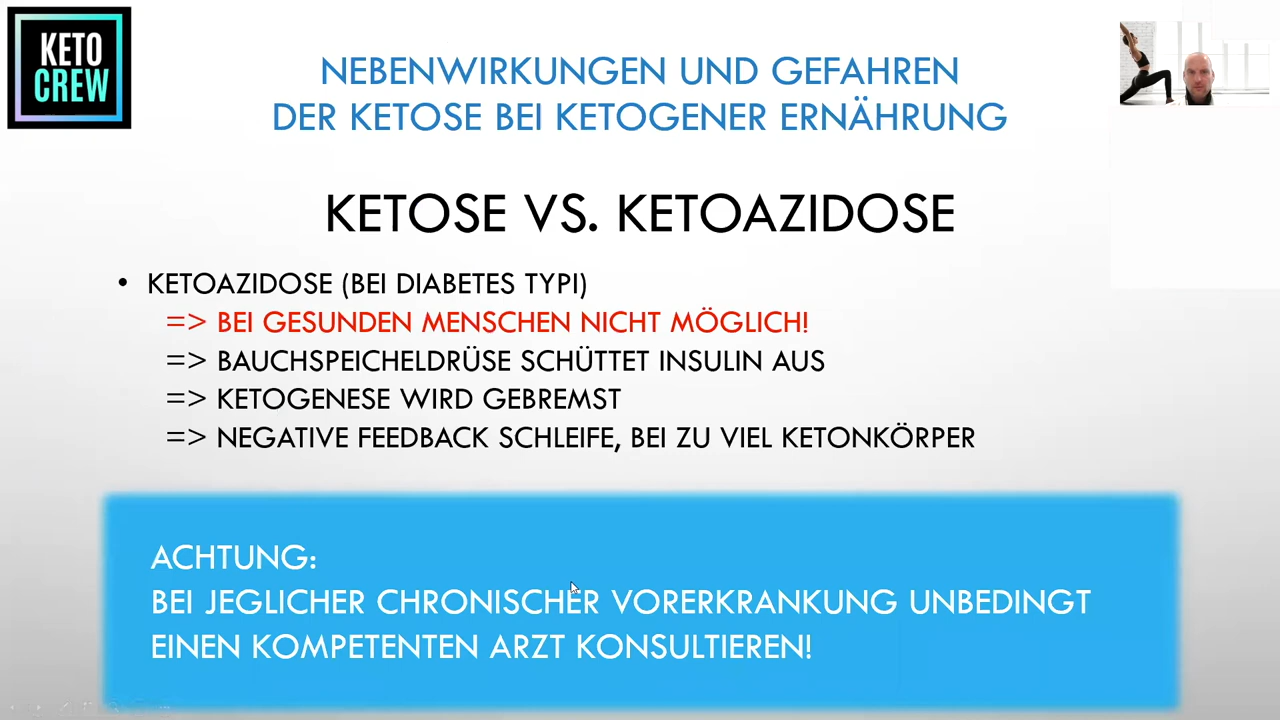 KETO
CREW
NEBENWIRKUNGEN UND GEFAHREN
DER KETOSE BEI KETOGENER ERNÄHRUNG
KETOSE VS. KETOAZIDOSE
• KETOAZIDOSE (BEI DIABETES TYPI)
=> BEI GESUNDEN MENSCHEN NICHT MÖGLICH!
=> BAUCHSPEICHELDRÜSE SCHÜTTET INSULIN AUS
=> KETOGENESE WIRD GEBREMST
=> NEGATIVE FEEDBACK SCHLEIFE, BEI ZU VIEL KETONKÖRPER
ACHTUNG:
BEI JEGLICHER CHRONISCHER VORERKRANKUNG UNBEDINGT
EINEN KOMPETENTEN ARZT KONSULTIEREN!